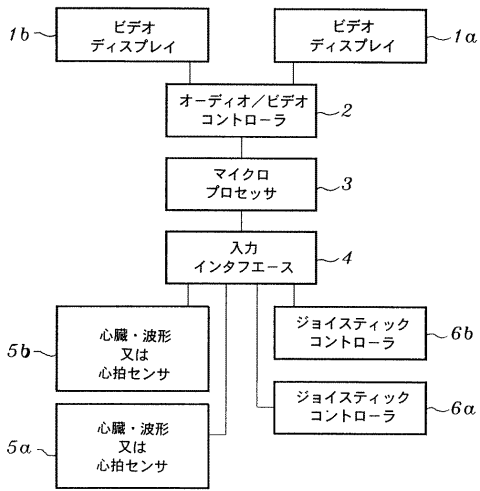 1b
ビデオ
ディスプレイ
ビデオ
ディスプレイ
1a
オーディオ／ビデオ
コントローラ
2
マイクロ
プロセッサ
3
入力
インタフエース
4
5b
心臓・波形
又は
心拍センサ
ジョイスティック
コントローラ
6b
5a
心臓・波形
又は
心拍センサ
ジョイスティック
コントローラ
6a